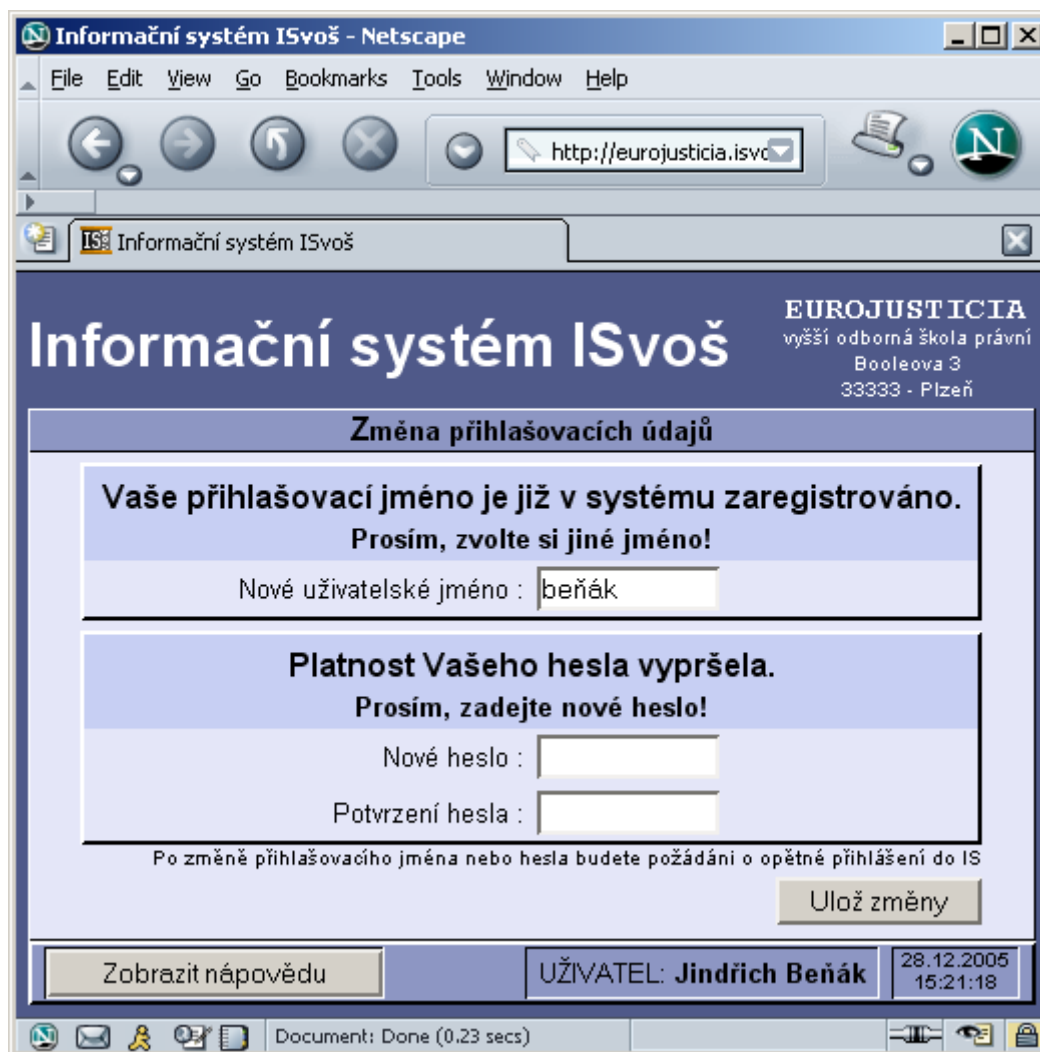 Informační systém ISvoš - Netscape
File Edit View Go Bookmarks Tools Window Help
http://eurojusticia.isvo
N
IS Informační systém ISvoš
Informační systém ISvoš
EUROJUSTICIA
vyšší odborná škola právní
Booleova 3
33333 - Plzeň
Změna přihlašovacích údajů
Vaše přihlašovací jméno je již v systému zaregistrováno.
Prosím, zvolte si jiné jméno!
Nové uživatelské jméno : beňák
Platnost Vašeho hesla vypršela.
Prosím, zadejte nové heslo!
Nové heslo :
Potvrzení hesla :
Po změně přihlašovacího jména nebo hesla budete požádáni o opětné přihlášení do IS
Ulož změny
Zobrazit nápovědu
UŽIVATEL: Jindřich Beňák
28.12.2005
15:21:18
Document: Done (0.23 secs)